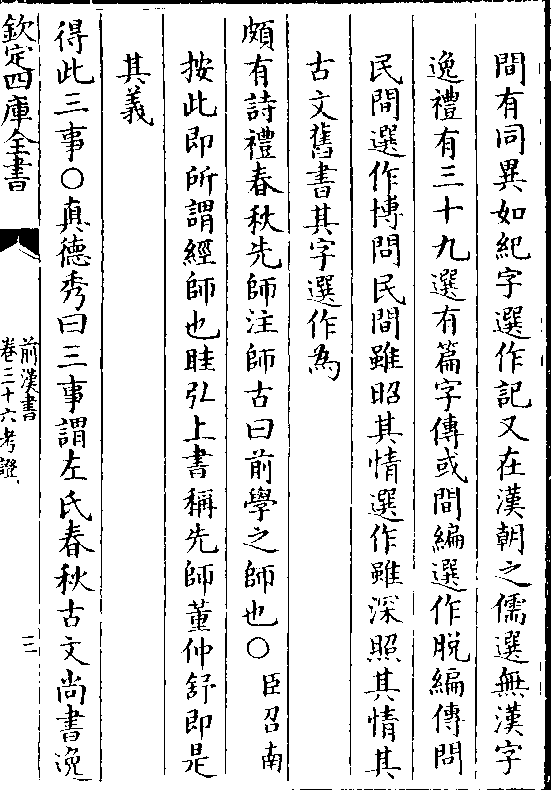 間有同異如紀字選作記又在漢朝之儒選無漢字
逸禮有三十九選有篇字傳或間編選作脱編傳問
民間選作博問民間雖昭其情選作雖深照其情其
古文舊書其字選作為
頗有詩禮春秋先師注師古曰前學之師也○臣召南
按此即所謂經師也眭弘上書稱先師董仲舒即是
其義
得此三事○真德秀曰三事謂左氏春秋古文尚書逸
欽定四庫全書
前漢書
卷三十六考證
三